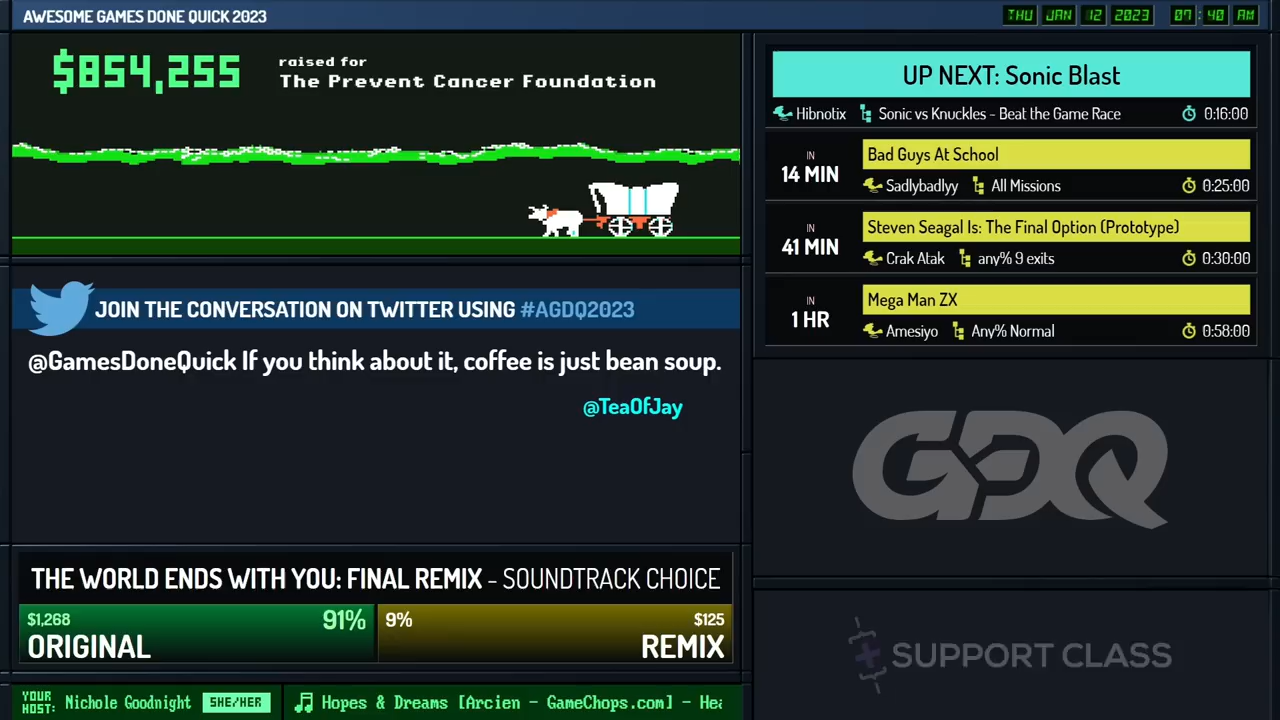 AWESOME GAMES DONE QUICK 2023
THU JAN 12 2023 07:40 AM
$854,255
raised for
The Prevent Cancer Foundation
UP NEXT: Sonic Blast
Hibnotix Sonic vs Knuckles - Beat the Game Race 0:16:00
IN
14 MIN
Bad Guys At School
Sadlybadlyy All Missions 0:25:00
IN
41 MIN
Steven Seagal Is: The Final Option (Prototype)
Crak Atak any% 9 exits 0:30:00
IN
1 HR
Mega Man ZX
Amesiyo Any% Normal 0:58:00
JOIN THE CONVERSATION ON TWITTER USING #AGDQ2023
@GamesDoneQuick If you think about it, coffee is just bean soup.
@TeaOfJay
GDQ
THE WORLD ENDS WITH YOU: FINAL REMIX - SOUNDTRACK CHOICE
$1,268 91% 9% $125
ORIGINAL REMIX
SUPPORT CLASS
YOUR
HOST: Nichole Goodnight SHE/HER
Hopes & Dreams [Arcien - GameChops.com] - Hea